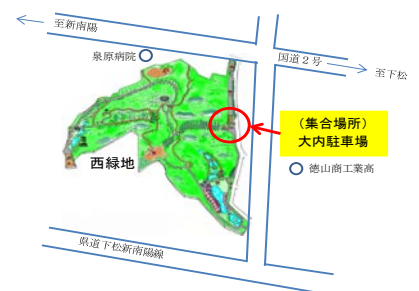 至新南陽
泉原病院
国道２号
至下松
（集合場所）
大内駐車場
西緑地
徳山商工業高
県道下松新南陽線